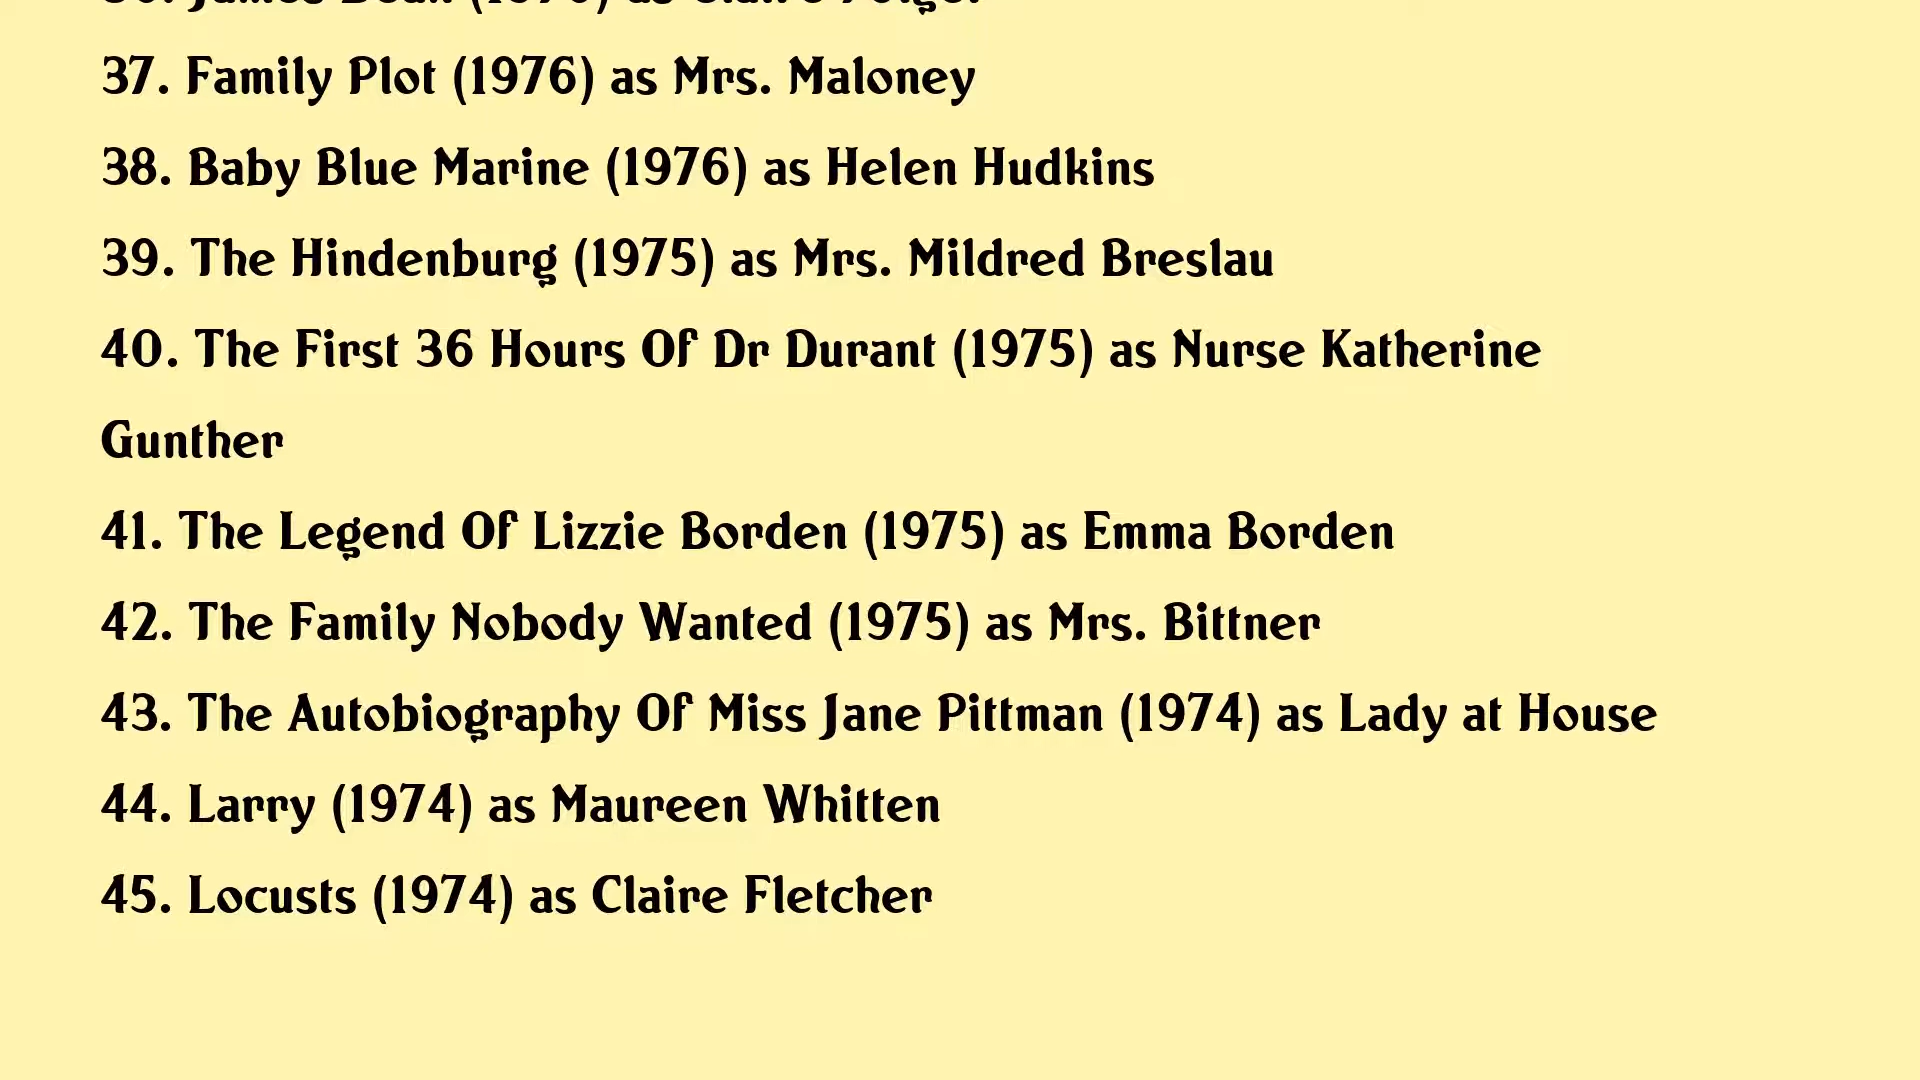 James Dean (1976) as
37. Family Plot (1976) as Mrs. Maloney
38. Baby Blue Marine (1976) as Helen Hudkins
39. The Hindenburg (1975) as Mrs. Mildred Breslau
40. The First 36 Hours Of Dr Durant (1975) as Nurse Katherine
Gunther
41. The Legend Of Lizzie Borden (1975) as Emma Borden
42. The Family Nobody Wanted (1975) as Mrs. Bittner
43. The Autobiography Of Miss Jane Pittman (1974) as Lady at House
44. Larry (1974) as Maureen Whitten
45. Locusts (1974) as Claire Fletcher